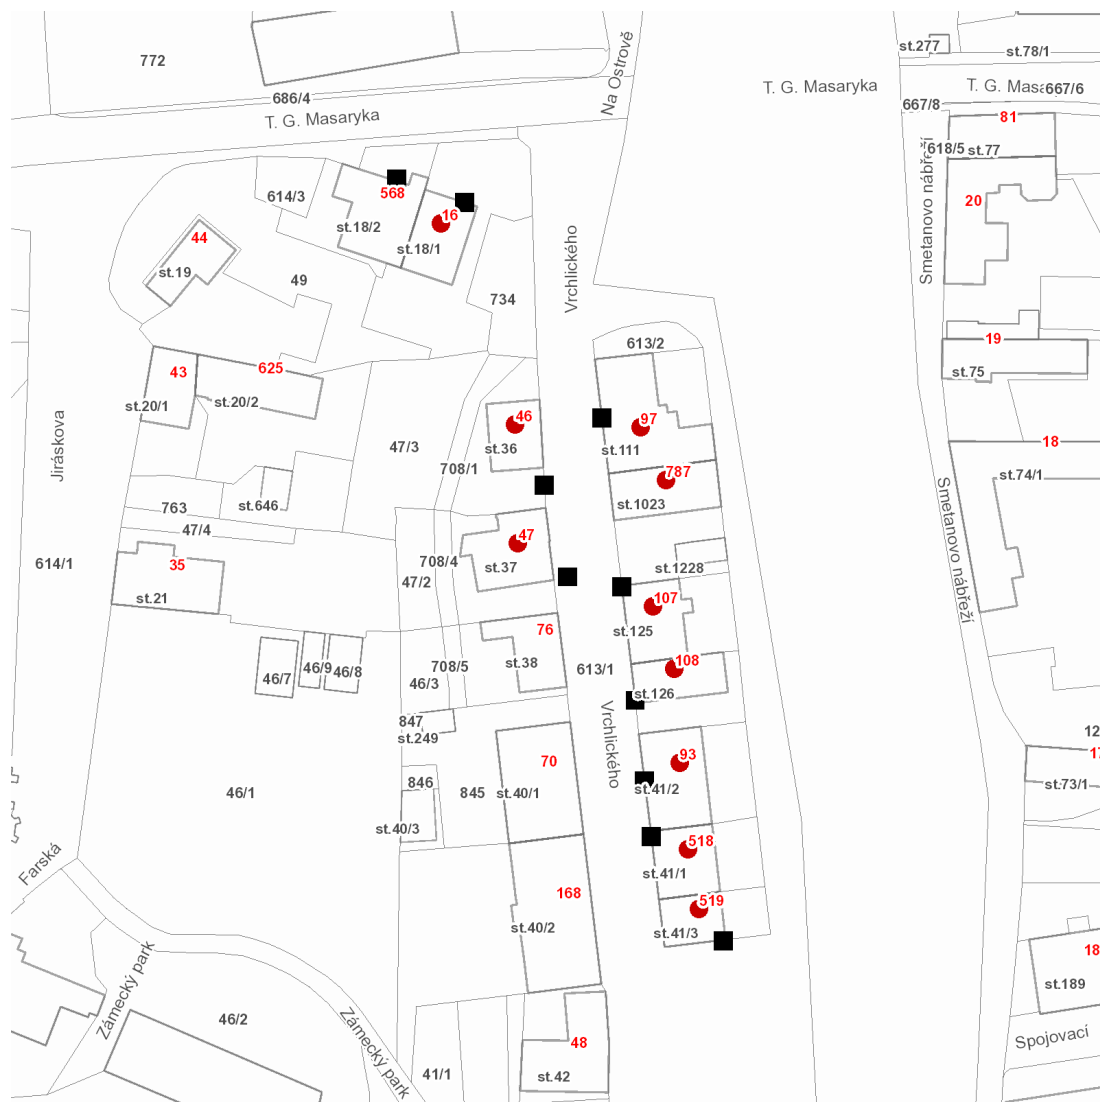 772
686/4
T. G. Masaryka
Na Ostrově
T. G. Masaryka
st.277
st.78/1
T. G. Masa
667/6
667/8
81
618/5
st.77
Smetanovo nábřeží
20
568
16
614/3
st.18/2
st.18/1
44
st.19
49
734
Vrchlického
613/2
19
st.75
43
625
st.20/1
st.20/2
Jiráskova
47/3
46
st.36
708/1
97
st.111
787
st.1023
18
st.74/1
763
st.646
47/4
614/1
35
st.21
47
st.37
708/4
47/2
st.1228
107
st.125
Smetanovo nábřeží
76
st.38
708/5
46/3
613/1
108
st.126
46/7
46/9
46/8
847
st.249
Vrchlického
70
st.40/1
93
st.41/2
12
17
st.73/1
46/1
846
845
st.40/3
518
st.41/1
Farská
168
st.40/2
519
st.41/3
Zámecký park
18
st.189
46/2
Zámecký park
48
st.42
41/1
Spojovací